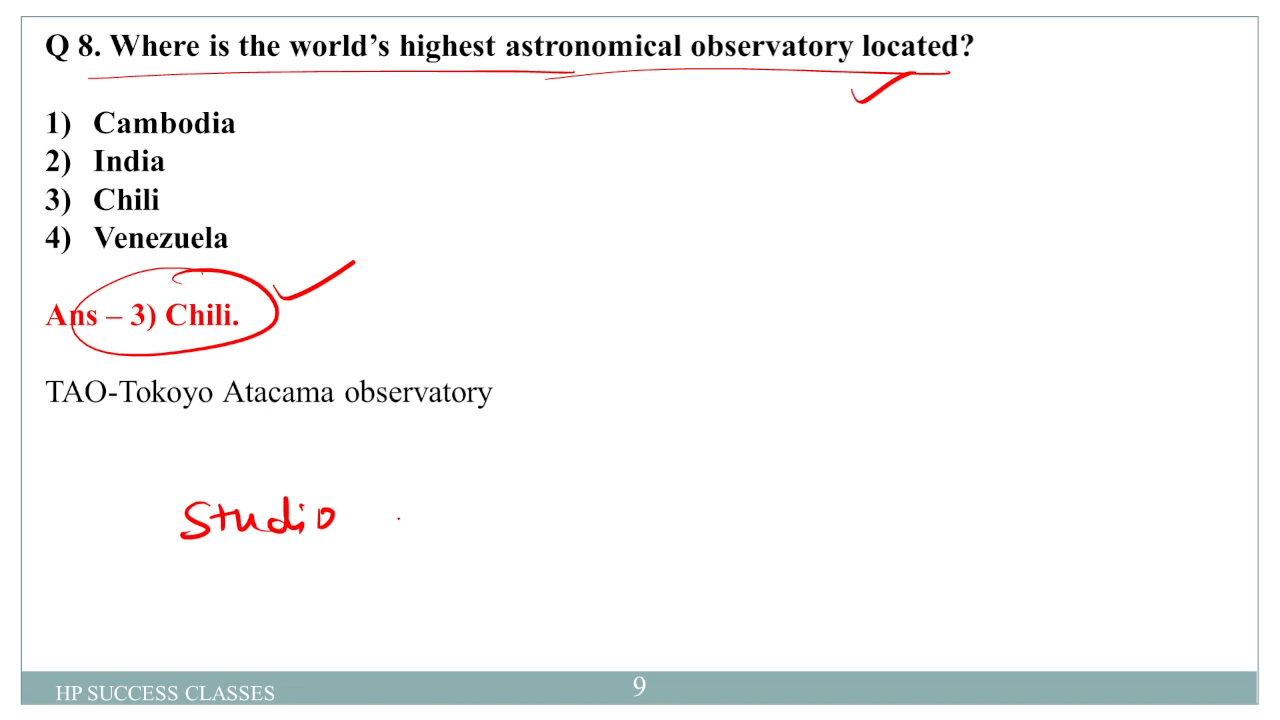 Q 8. Where is the world’s highest astronomical observatory located?
1) Cambodia
2) India
3) Chili
4) Venezuela
Ans – 3) Chili.
TAO-Tokoyo Atacama observatory
Studio
HP SUCCESS CLASSES
9